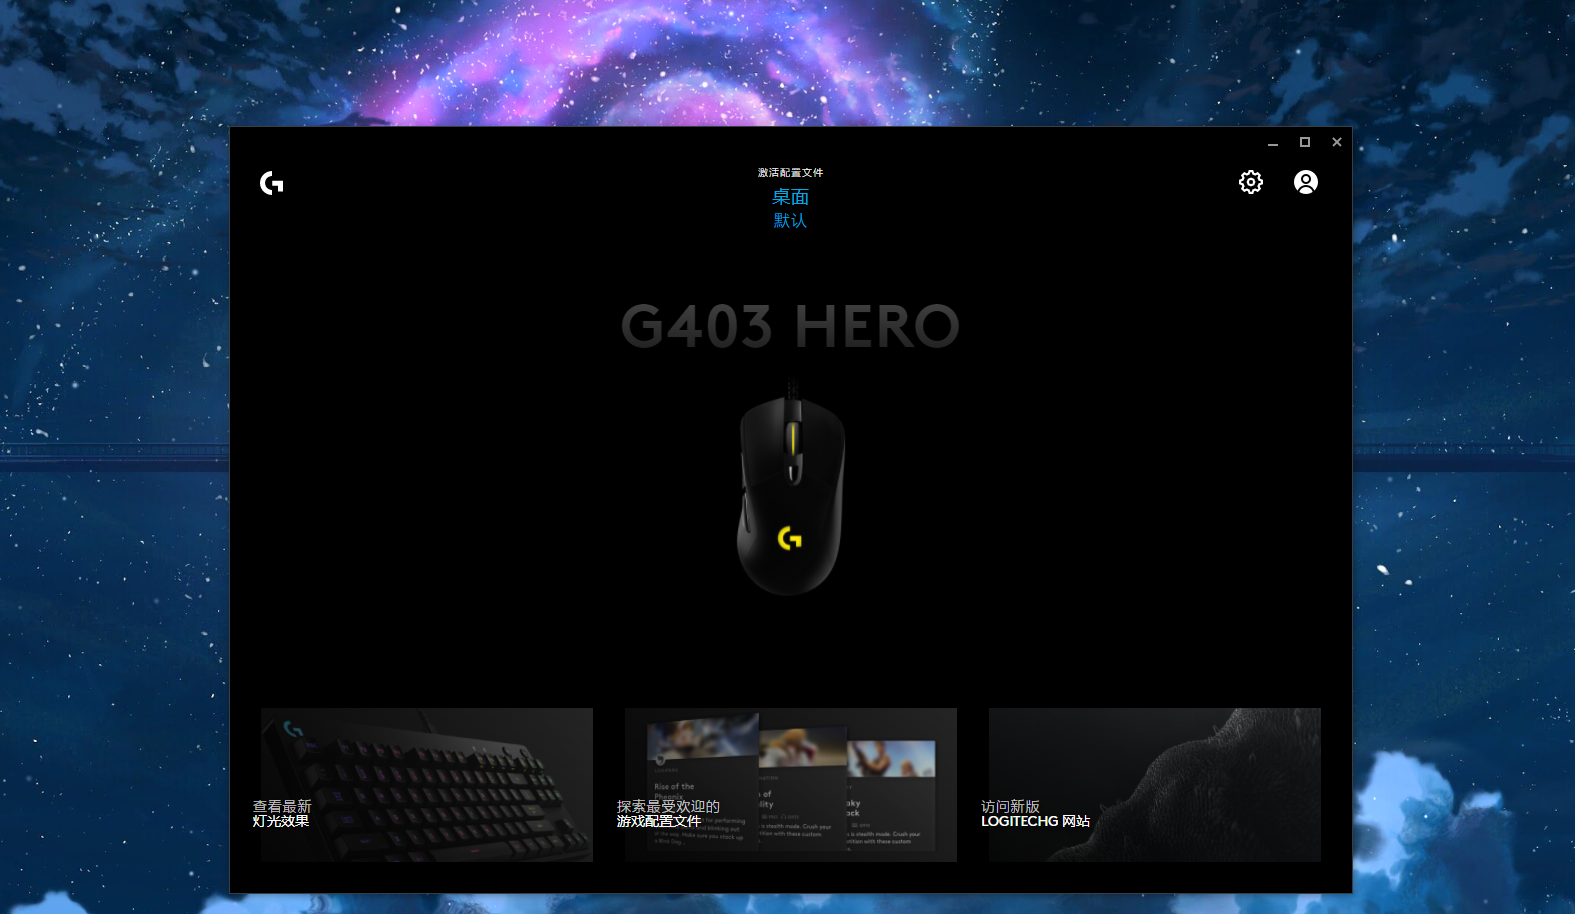 激活配置文件
桌面
默认
G403 HERO
查看最新
灯光效果
Rise of the
探索最受欢迎的
游戏配置文件
访问新版
LOGITECHG 网站